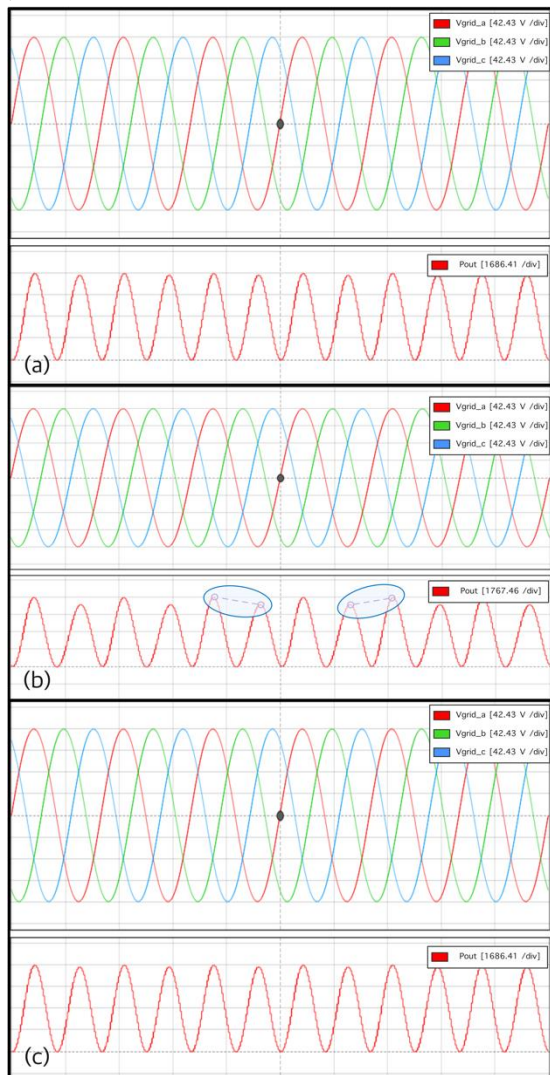 Vgrid_a [42.43 V /div]
Vgrid_b [42.43 V /div]
Vgrid_c [42.43 V /div]
Pout [1686.41 /div]
(a)
Vgrid_a [42.43 V /div]
Vgrid_b [42.43 V /div]
Vgrid_c [42.43 V /div]
Pout [1767.46 /div]
(b)
Vgrid_a [42.43 V /div]
Vgrid_b [42.43 V /div]
Vgrid_c [42.43 V /div]
Pout [1686.41 /div]
(c)